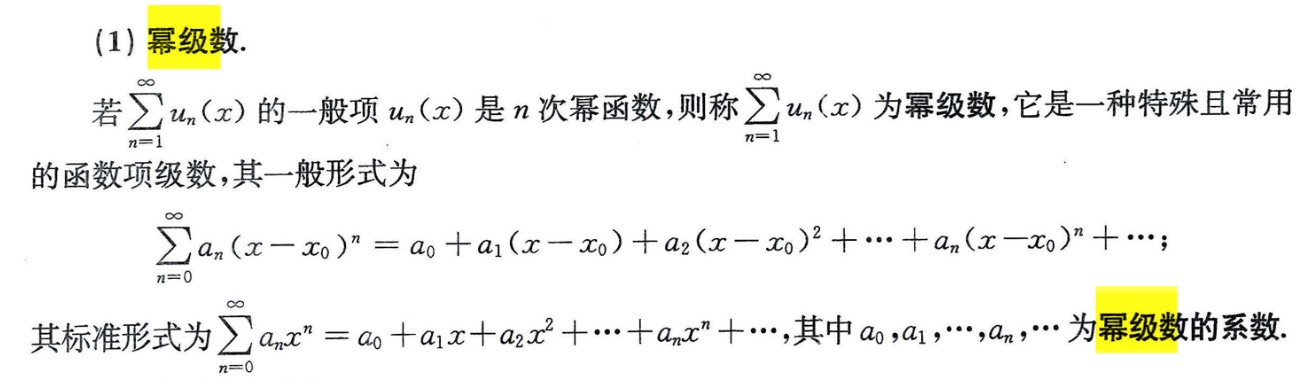 (1) 幂级数.
若$\sum_{n=1}^{\infty} u_n(x)$ 的一般项 $u_n(x)$ 是 n 次幂函数,则称$\sum_{n=1}^{\infty} u_n(x)$ 为幂级数,它是一种特殊且常用
的函数项级数,其一般形式为
$\sum_{n=0}^{\infty} a_n(x-x_0)^n = a_0+a_1(x-x_0)+a_2(x-x_0)^2+\cdots+a_n(x-x_0)^n+\cdots$;
其标准形式为$\sum_{n=0}^{\infty} a_nx^n = a_0+a_1x+a_2x^2+\cdots+a_nx^n+\cdots$,其中 $a_0,a_1,\cdots,a_n,\cdots$ 为幂级数的系数.